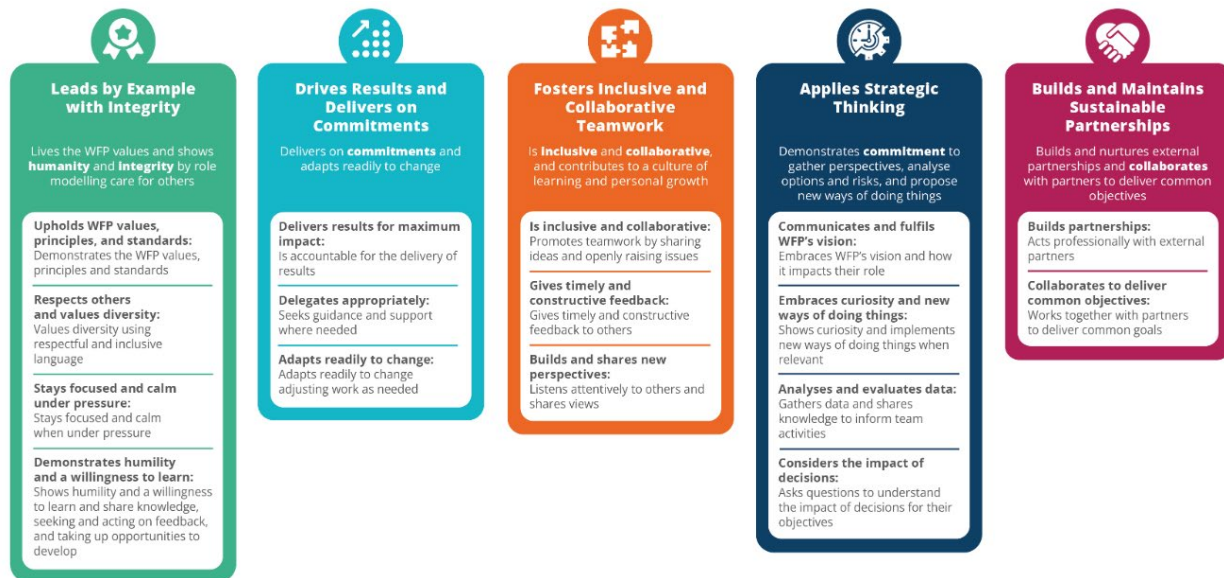 Leads by Example
with Integrity
Lives the WFP values and shows
humanity and integrity by role
modelling care for others
Upholds WFP values,
principles, and standards:
Demonstrates the WFP values,
principles and standards
Respects others
and values diversity:
Values diversity using
respectful and inclusive
language
Stays focused and calm
under pressure:
Stays focused and calm
when under pressure
Demonstrates humility
and a willingness to learn:
Shows humility and a willingness
to learn and share knowledge,
seeking and acting on feedback,
and taking up opportunities to
develop
Drives Results and
Delivers on
Commitments
Delivers on commitments and
adapts readily to change
Delivers results for maximum
impact:
Is accountable for the delivery of
results
Delegates appropriately:
Seeks guidance and support
where needed
Adapts readily to change:
Adapts readily to change
adjusting work as needed
Fosters Inclusive and
Collaborative
Teamwork
Is inclusive and collaborative,
and contributes to a culture of
learning and personal growth
Is inclusive and collaborative:
Promotes teamwork by sharing
ideas and openly raising issues
Gives timely and
constructive feedback:
Gives timely and constructive
feedback to others
Builds and shares new
perspectives:
Listens attentively to others and
shares views
Applies Strategic
Thinking
Demonstrates commitment to
gather perspectives, analyse
options and risks, and propose
new ways of doing things
Communicates and fulfils
WFP's vision:
Embraces WFP's vision and how
it impacts their role
Embraces curiosity and new
ways of doing things:
Shows curiosity and implements
new ways of doing things when
relevant
Analyses and evaluates data:
Gathers data and shares
knowledge to inform team
activities
Considers the impact of
decisions:
Asks questions to understand
the impact of decisions for their
objectives
Builds and Maintains
Sustainable
Partnerships
Builds and nurtures external
partnerships and collaborates
with partners to deliver common
objectives
Builds partnerships:
Acts professionally with external
partners
Collaborates to deliver
common objectives:
Works together with partners
to deliver common goals